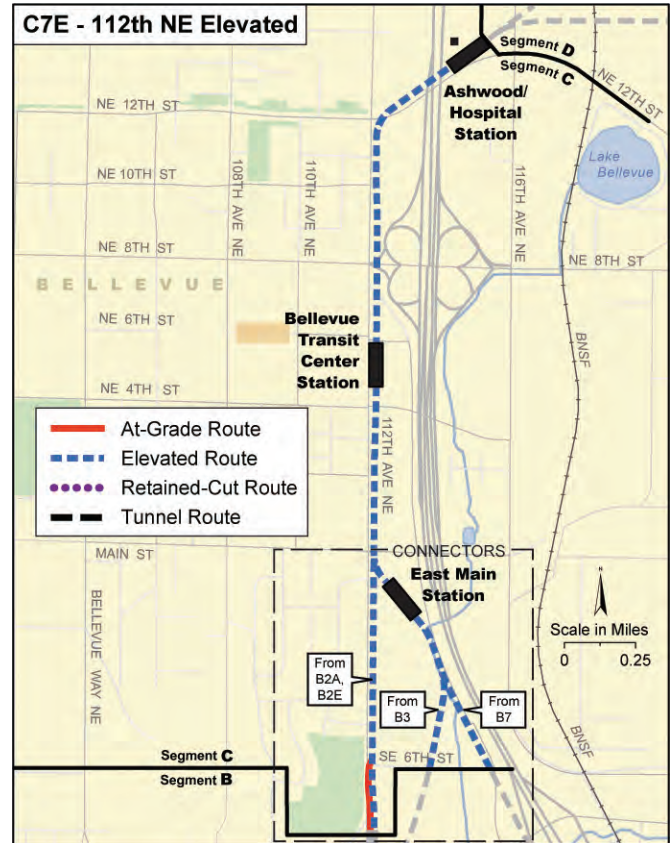 C7E - 112th NE Elevated
Segment D
Segment C
NE 12TH ST
Ashwood/
Hospital
Station
NE 12TH ST
Lake
Bellevue
NE 10TH ST
108TH AVE NE
110TH AVE NE
116TH AVE NE
NE 8TH ST
NE 8TH ST
BELLEVUE
NE 6TH ST
Bellevue
Transit
Center
Station
BNSF
NE 4TH ST
112TH AVE NE
At-Grade Route
Elevated Route
Retained-Cut Route
Tunnel Route
MAIN ST
CONNECTORS
East Main
Station
N
Scale in Miles
0 0.25
BELLEVUE WAY NE
From
B2A,
B2E
From
B3
From
B7
BNSF
Segment C
Segment B
SE 6TH ST